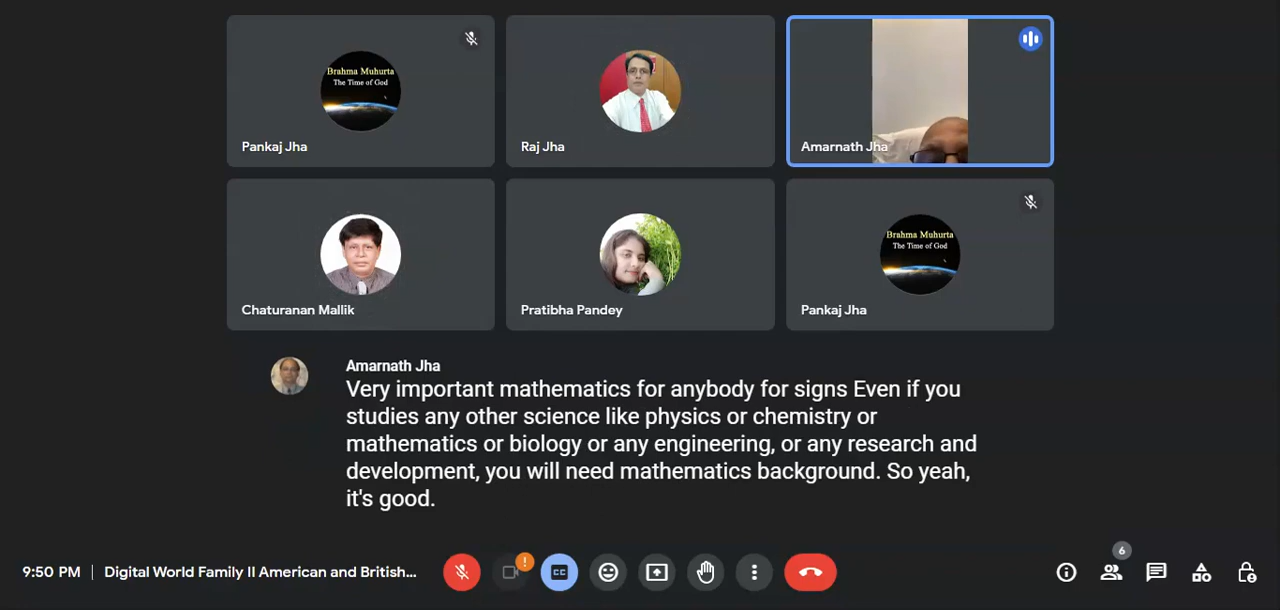 Brahma Muhurta
The Time of God
Pankaj Jha
Raj Jha
Amarnath Jha
Chaturanan Mallik
Pratibha Pandey
Brahma Muhurta
The Time of God
Pankaj Jha
Amarnath Jha
Very important mathematics for anybody for signs Even if you
studies any other science like physics or chemistry or
mathematics or biology or any engineering, or any research and
development, you will need mathematics background. So yeah,
it's good.
9:50 PM | Digital World Family II American and British...
!
CC
6